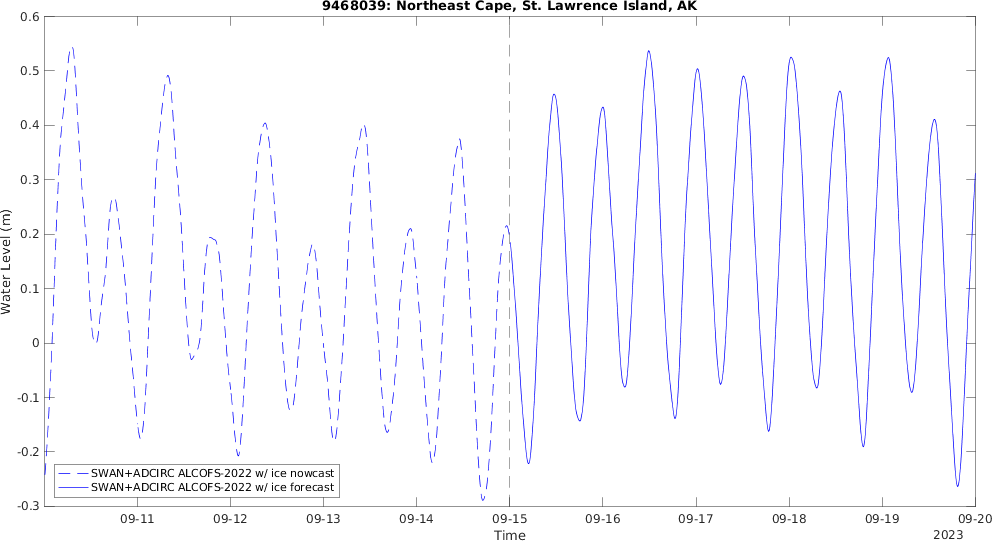 9468039: Northeast Cape, St. Lawrence Island, AK
0.6
0.5
0.4
0.3
0.2
0.1
0
-0.1
-0.2
-0.3
Water Level (m)
SWAN+ADCIRC ALCOFS-2022 w/ ice nowcast
SWAN+ADCIRC ALCOFS-2022 w/ ice forecast
09-11 09-12 09-13 09-14 09-15 09-16 09-17 09-18 09-19 09-20
Time
2023